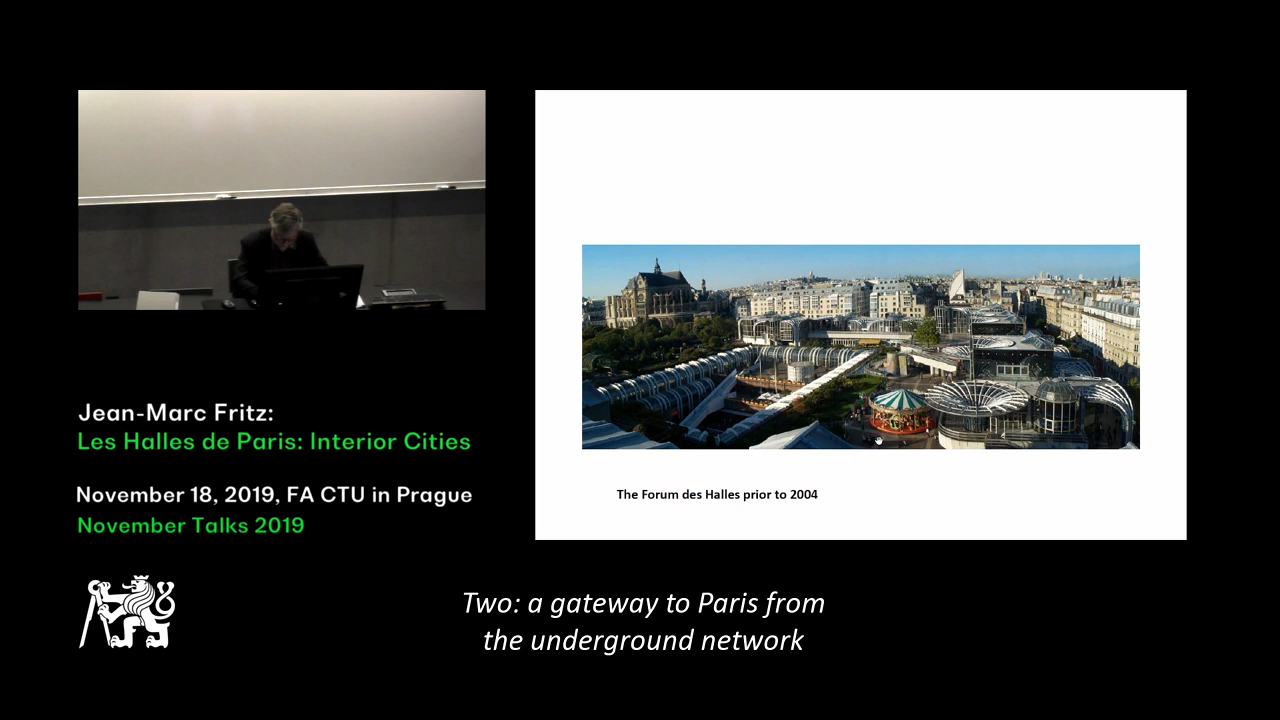 Jean-Marc Fritz:
Les Halles de Paris: Interior Cities
November 18, 2019, FA CTU in Prague
November Talks 2019
The Forum des Halles prior to 2004
Two: a gateway to Paris from
the underground network